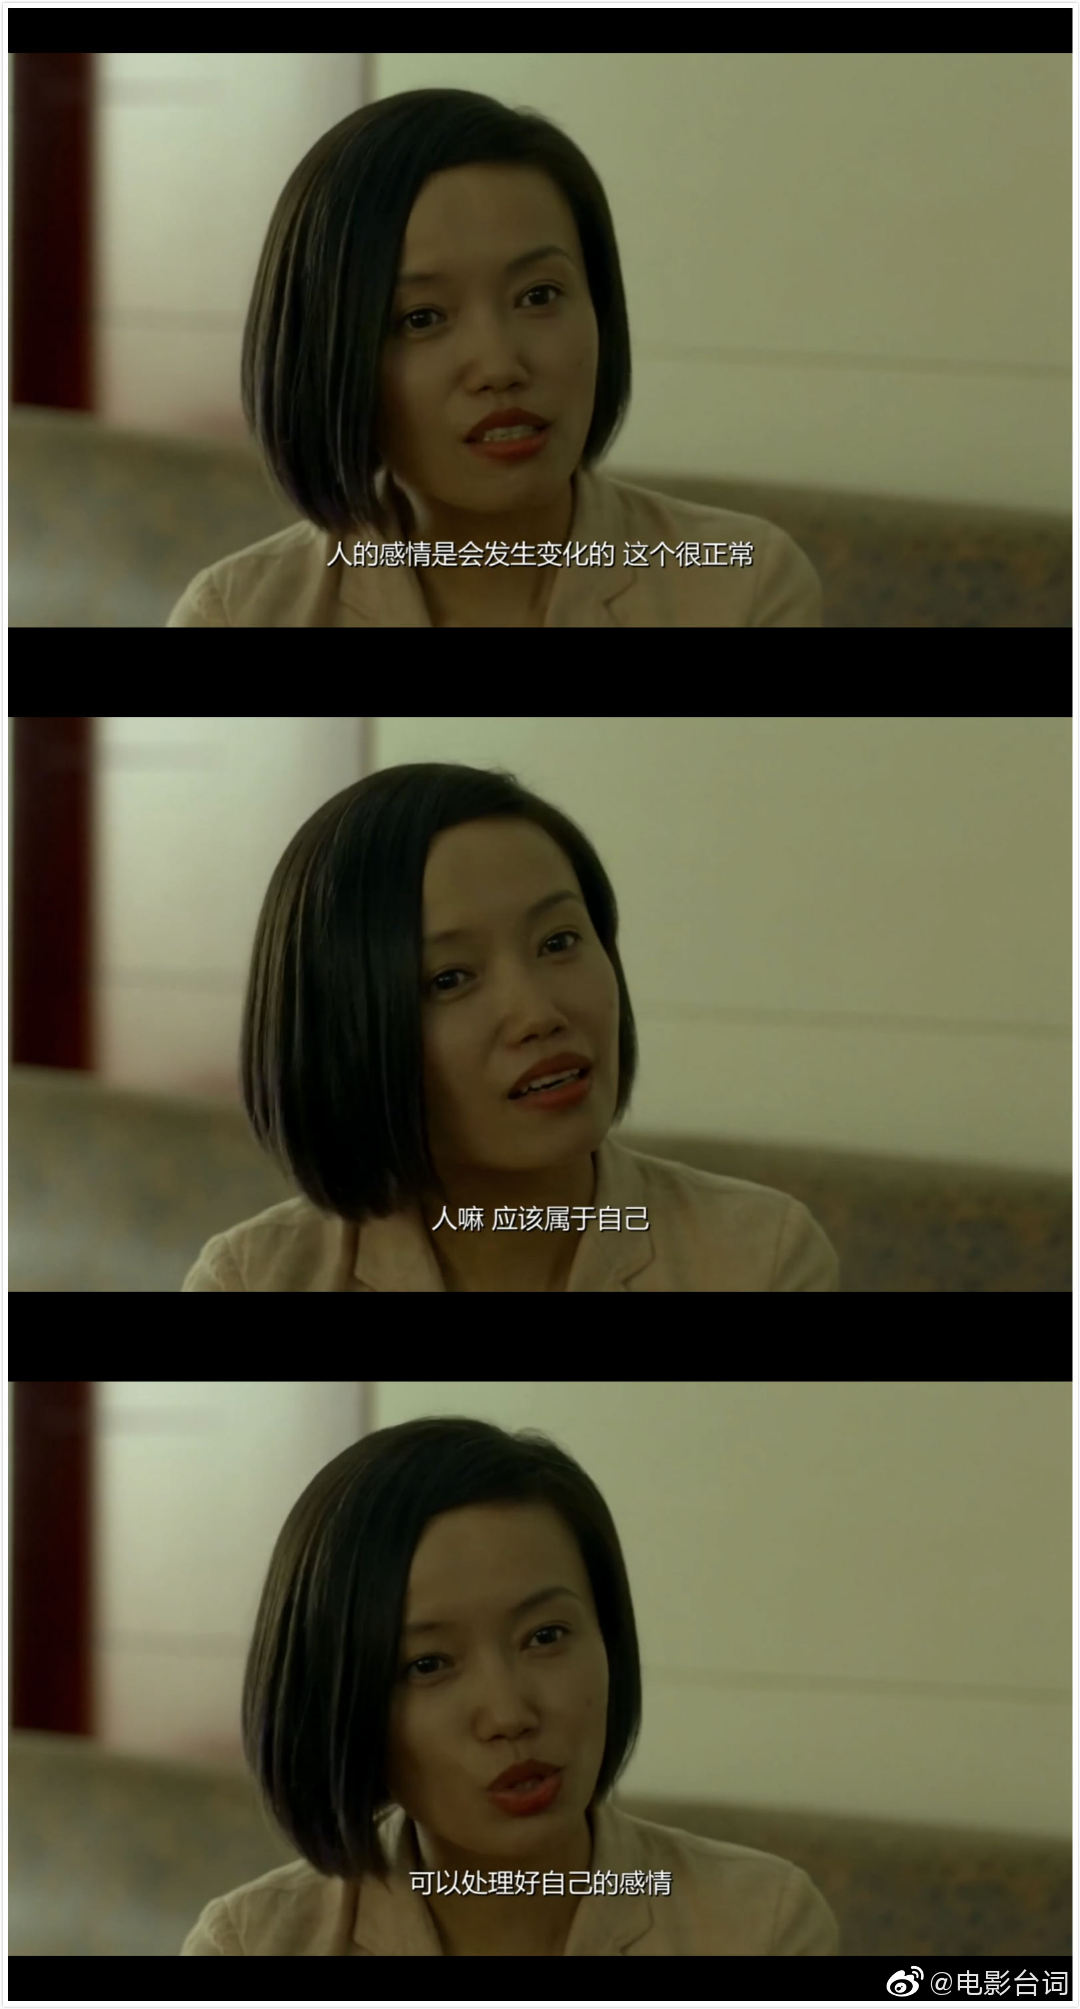 人的感情是会发生变化的 这个很正常
人嘛 应该属于自己
可以处理好自己的感情
@电影台词